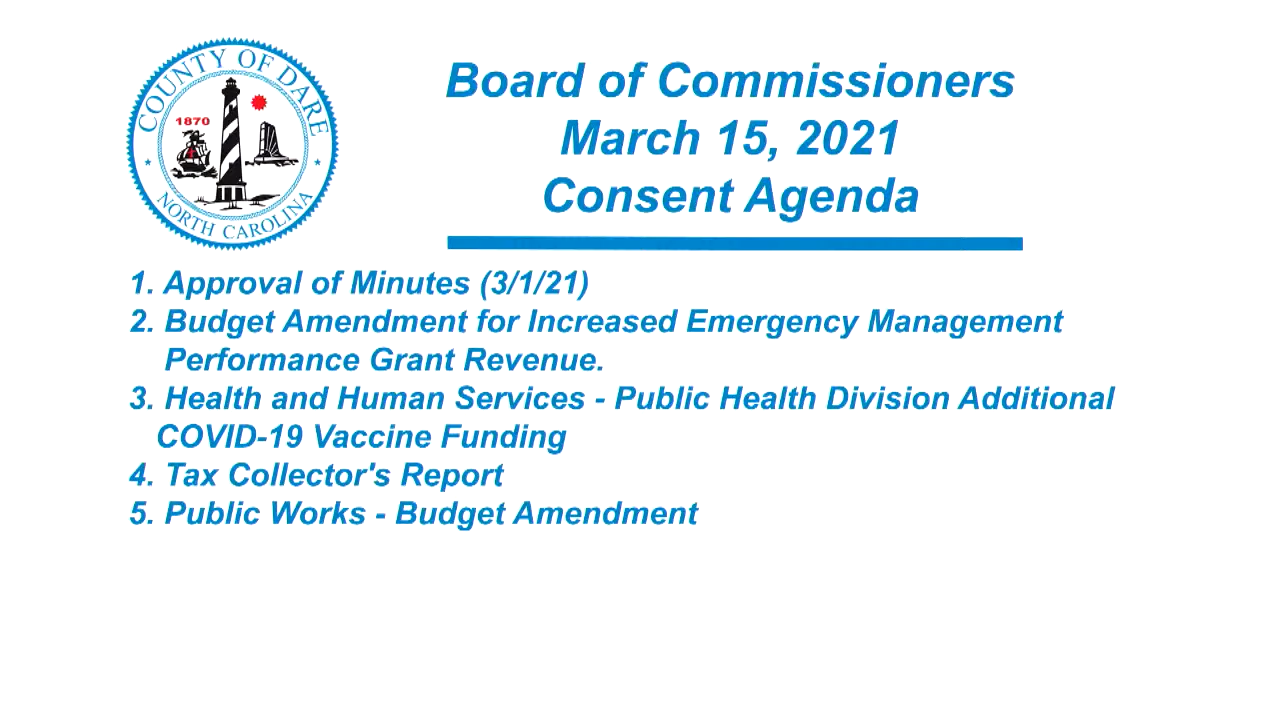 COUNTY OF DARE
1870
NORTH CAROLINA
Board of Commissioners
March 15, 2021
Consent Agenda
1. Approval of Minutes (3/1/21)
2. Budget Amendment for Increased Emergency Management
Performance Grant Revenue.
3. Health and Human Services - Public Health Division Additional
COVID-19 Vaccine Funding
4. Tax Collector's Report
5. Public Works - Budget Amendment